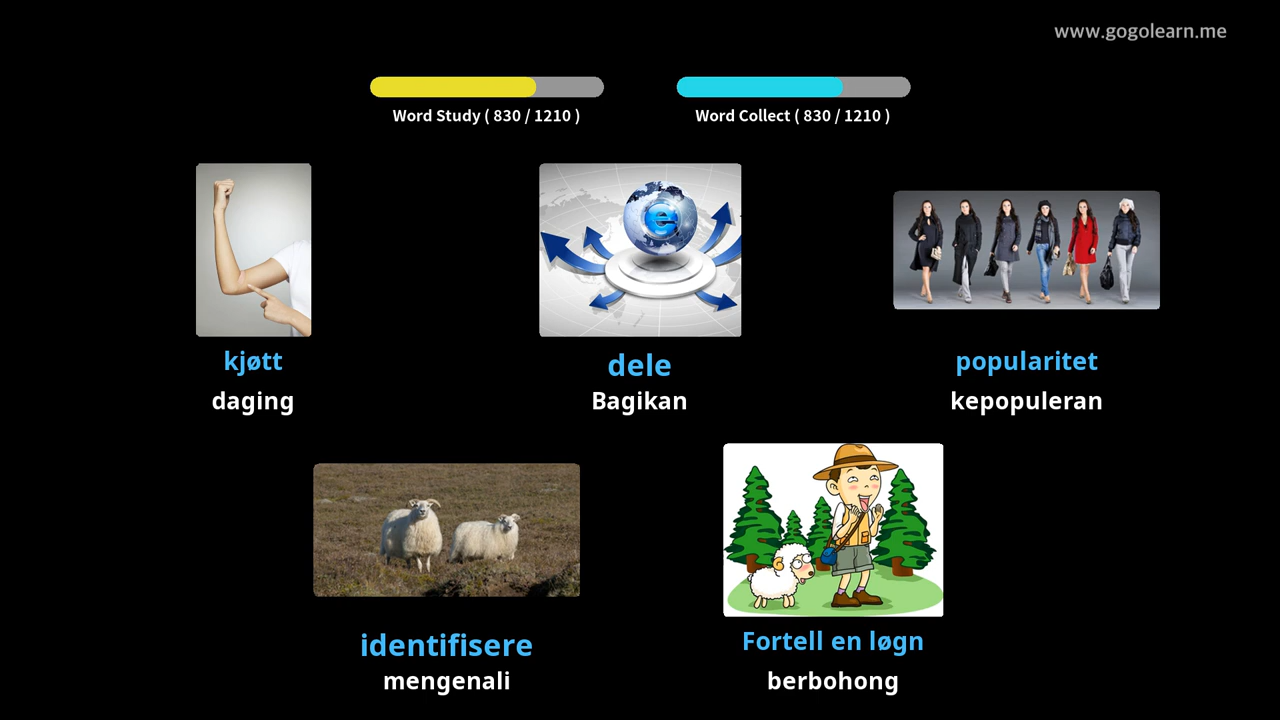 www.gogolearn.me
Word Study ( 830 / 1210 )
Word Collect ( 830 / 1210 )
kjøtt
daging
dele
Bagikan
popularitet
kepopuleran
identifisere
mengenali
Fortell en løgn
berbohong